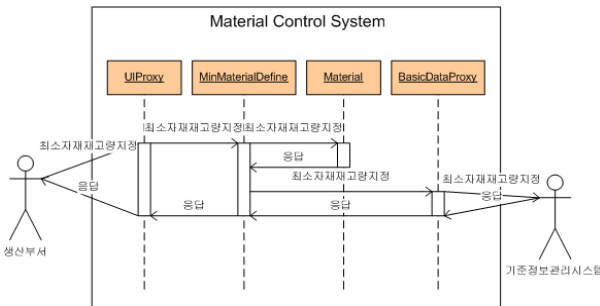 Material Control System
UIProxy
MinMaterialDefine
Material
BasicDataProxy
최소자재재고량지정
최소자재재고량지정
최소자재재고량지정
응답
최소자재재고량지정
최소자재재고량지정
응답
응답
응답
응답
생산부서
기준정보관리시스템